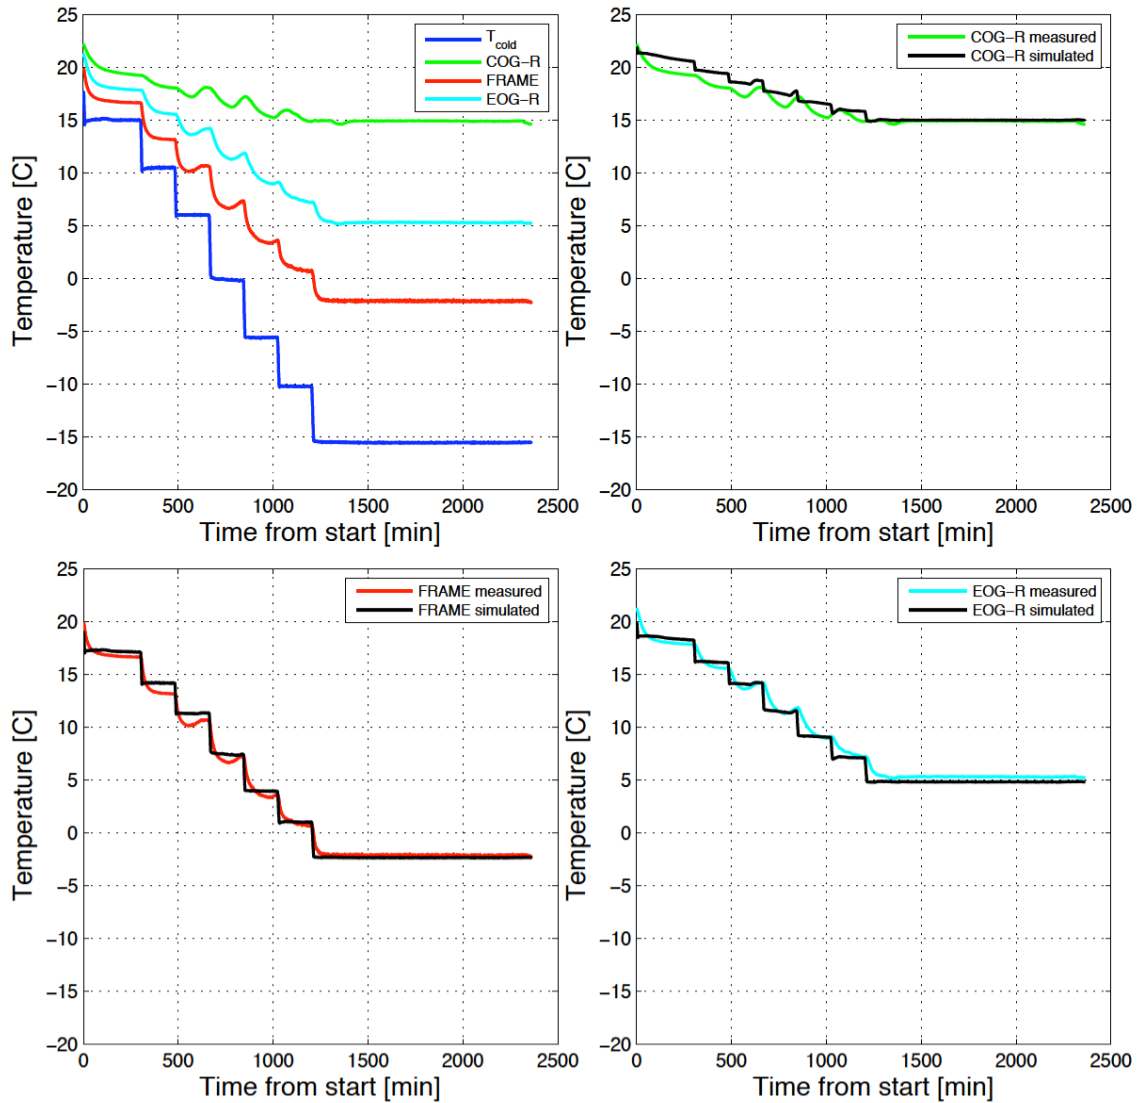 25
20
15
10
5
0
−5
−10
−15
−20
Temperature [C]
0 500 1000 1500 2000 2500
Time from start [min]
T_cold
COG−R
FRAME
EOG−R
25
20
15
10
5
0
−5
−10
−15
−20
Temperature [C]
0 500 1000 1500 2000 2500
Time from start [min]
COG−R measured
COG−R simulated
25
20
15
10
5
0
−5
−10
−15
−20
Temperature [C]
0 500 1000 1500 2000 2500
Time from start [min]
FRAME measured
FRAME simulated
25
20
15
10
5
0
−5
−10
−15
−20
Temperature [C]
0 500 1000 1500 2000 2500
Time from start [min]
EOG−R measured
EOG−R simulated